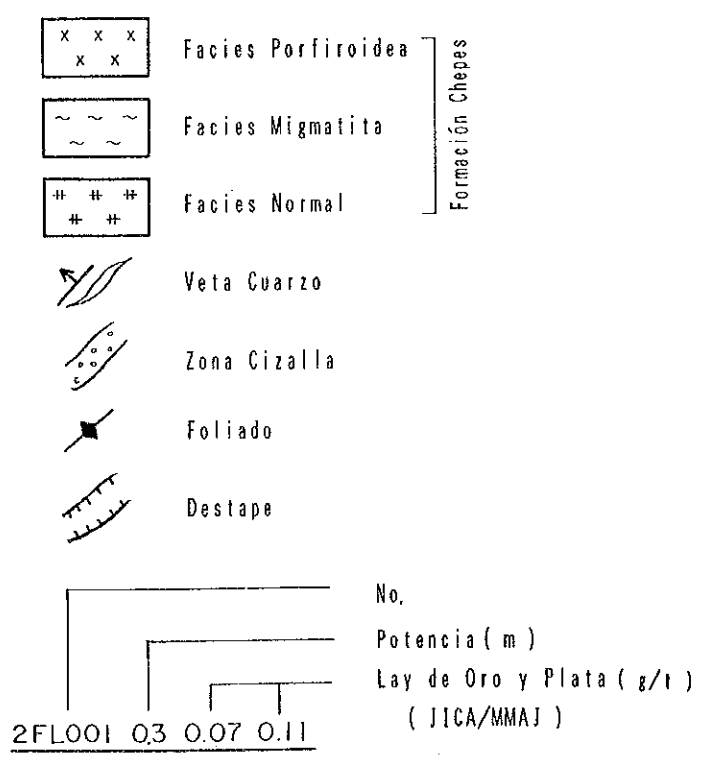 Facies Porfiroidea
Facies Migmatita
Facies Normal
Formación Chepes
Veta Cuarzo
Zona Cizalla
Foliado
Destape
No.
Potencia ( m )
Lay de Oro y Plata ( g/t )
( JICA/MMAJ )
2FL001 0.3 0.07 0.11